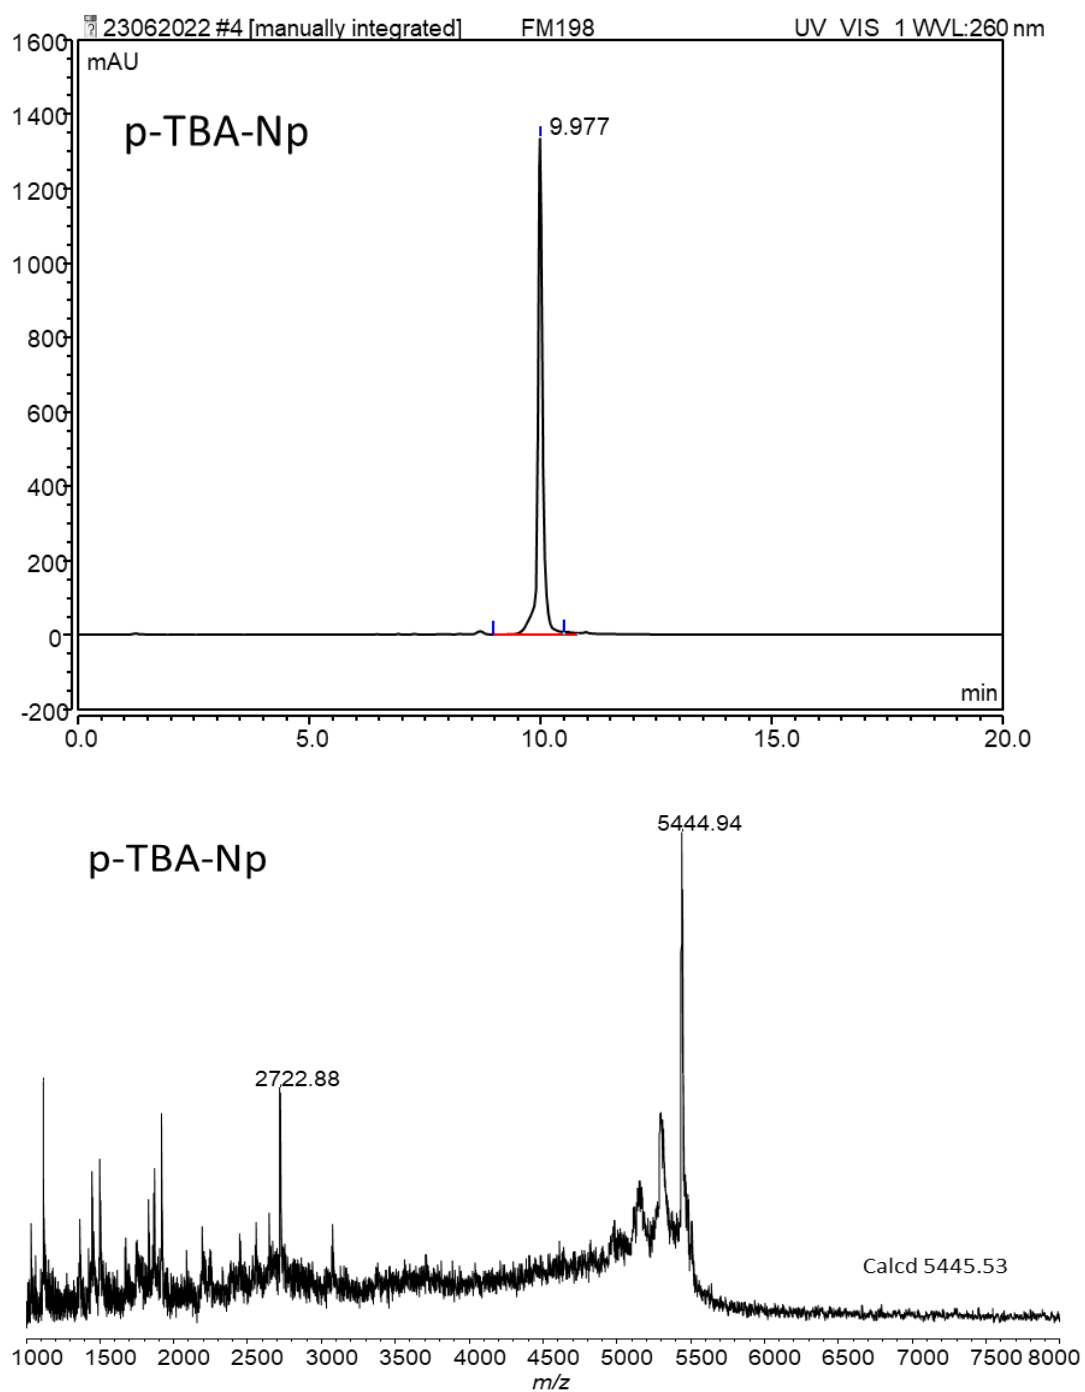 23062022 #4 [manually integrated] FM198 UV_VIS_1 WVL:260 nm
1600
mAU
1400
p-TBA-Np
9.977
1200
1000
800
600
400
200
0
min
-200
0.0 5.0 10.0 15.0 20.0
5444.94
p-TBA-Np
2722.88
Calcd 5445.53
1000 1500 2000 2500 3000 3500 4000 4500 5000 5500 6000 6500 7000 7500 8000
m/z